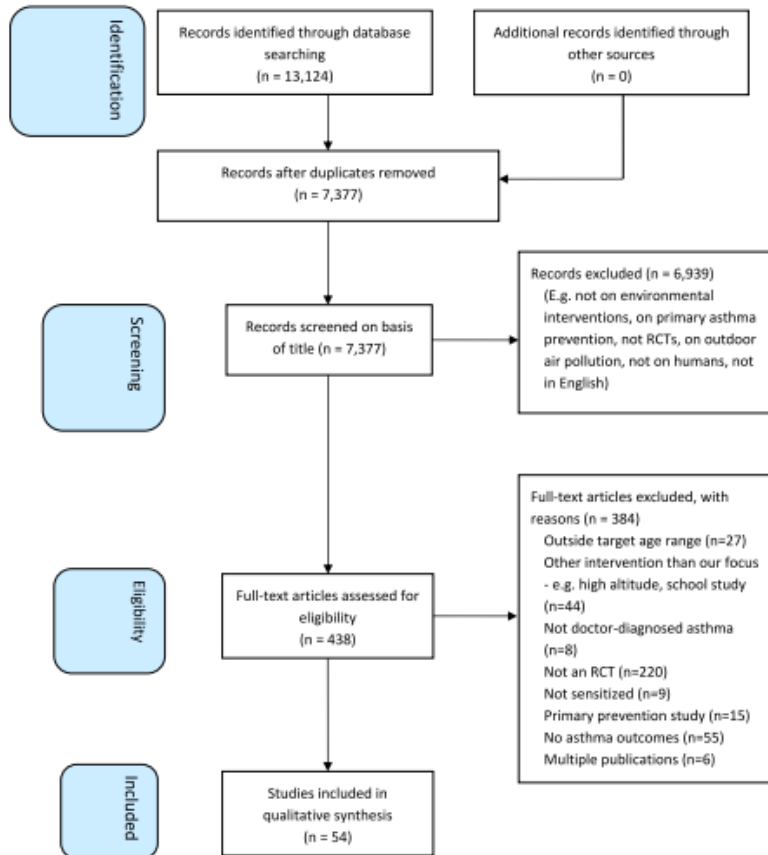 Identification
Records identified through database
searching
(n = 13,124)
Additional records identified through
other sources
(n = 0)
Records after duplicates removed
(n = 7,377)
Screening
Records screened on basis
of title (n = 7,377)
Records excluded (n = 6,939)
(E.g. not on environmental
interventions, on primary asthma
prevention, not RCTs, on outdoor
air pollution, not on humans, not
in English)
Eligibility
Full-text articles assessed for
eligibility
(n = 438)
Full-text articles excluded, with
reasons (n = 384)
Outside target age range (n=27)
Other intervention than our focus
- e.g. high altitude, school study
(n=44)
Not doctor-diagnosed asthma
(n=8)
Not an RCT (n=220)
Not sensitized (n=9)
Primary prevention study (n=15)
No asthma outcomes (n=55)
Multiple publications (n=6)
Included
Studies included in
qualitative synthesis
(n = 54)